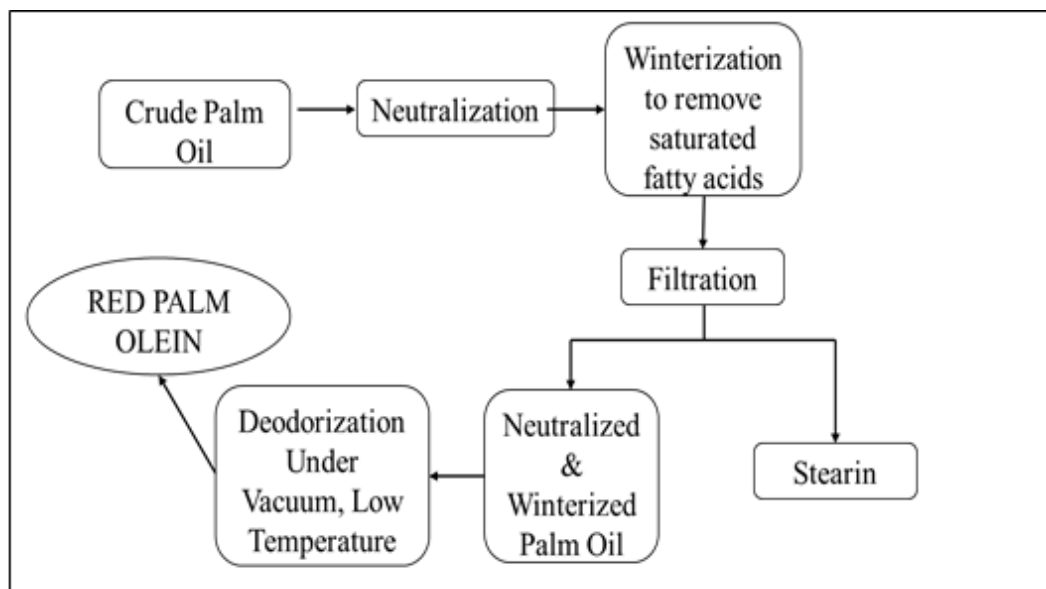 Crude Palm
Oil
Neutralization
Winterization
to remove
saturated
fatty acids
Filtration
Neutralized
&
Winterized
Palm Oil
Stearin
Deodorization
Under
Vacuum, Low
Temperature
RED PALM
OLEIN